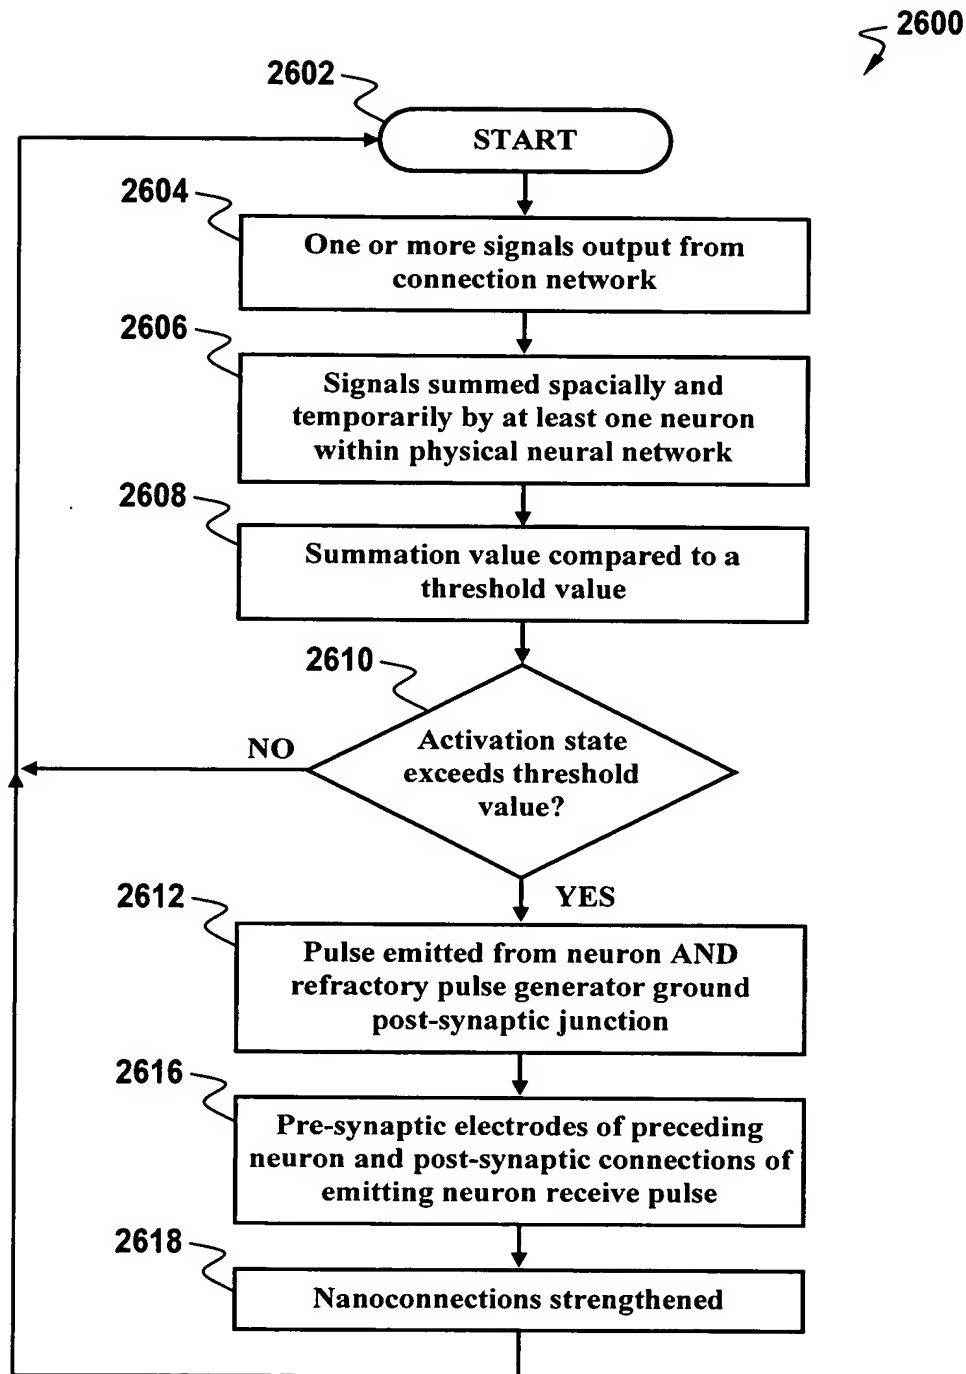 2600
2602
START
2604
One or more signals output from
connection network
2606
Signals summed spacially and
temporarily by at least one neuron
within physical neural network
2608
Summation value compared to a
threshold value
2610
Activation state
exceeds threshold
value?
NO
YES
2612
Pulse emitted from neuron AND
refractory pulse generator ground
post-synaptic junction
2616
Pre-synaptic electrodes of preceding
neuron and post-synaptic connections of
emitting neuron receive pulse
2618
Nanoconnections strengthened